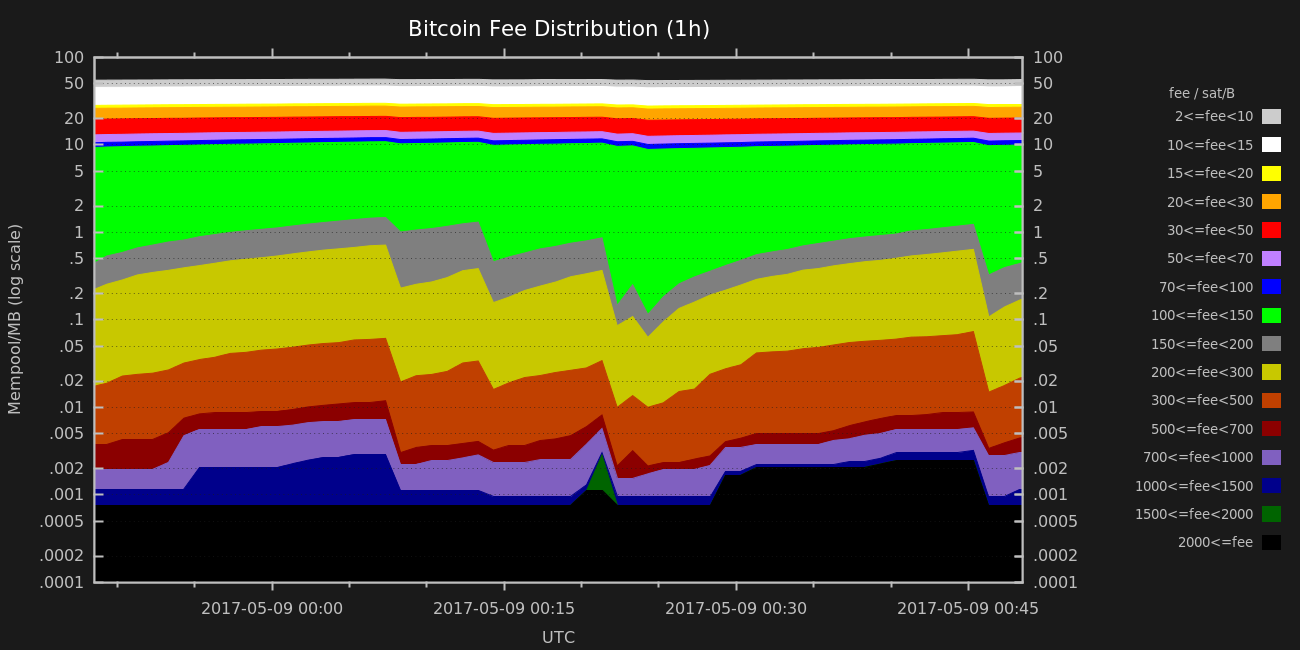 Bitcoin Fee Distribution (1h)
100
50
20
10
5
2
1
.5
.2
.1
.05
.02
.01
.005
.002
.001
.0005
.0002
.0001
Mempool/MB (log scale)
100
50
20
10
5
2
1
.5
.2
.1
.05
.02
.01
.005
.002
.001
.0005
.0002
.0001
2017-05-09 00:00
2017-05-09 00:15
2017-05-09 00:30
2017-05-09 00:45
UTC
fee / sat/B
2<=fee<10
10<=fee<15
15<=fee<20
20<=fee<30
30<=fee<50
50<=fee<70
70<=fee<100
100<=fee<150
150<=fee<200
200<=fee<300
300<=fee<500
500<=fee<700
700<=fee<1000
1000<=fee<1500
1500<=fee<2000
2000<=fee